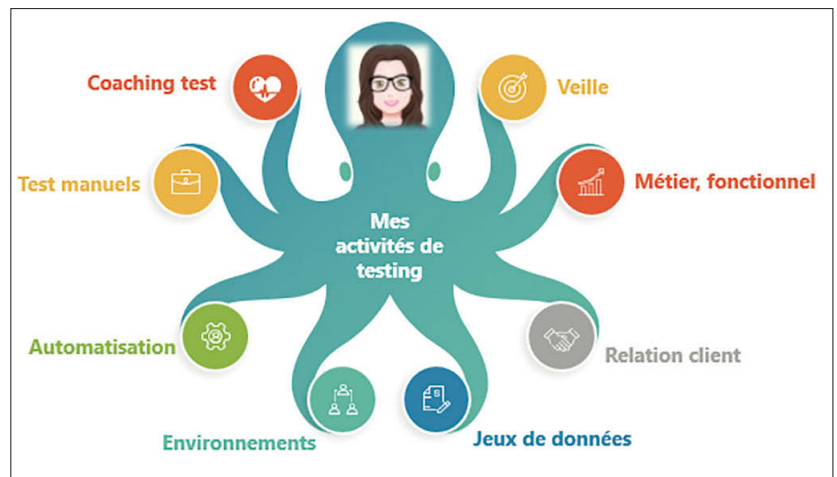 Coaching test
Veille
Test manuels
Métier, fonctionnel
Mes
activités de
testing
Automatisation
Relation client
Environnements
Jeux de données